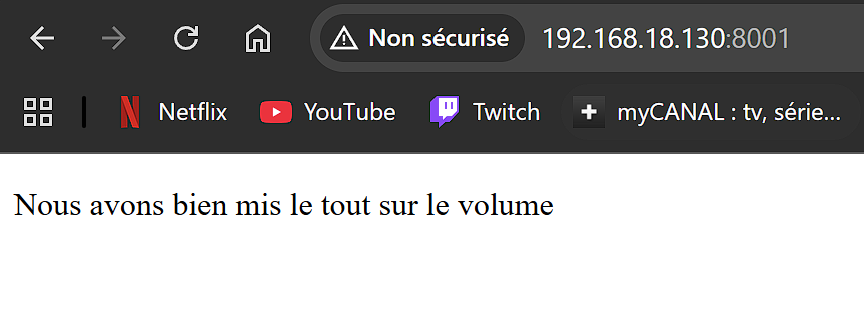 Non sécurisé 192.168.18.130:8001
Netflix YouTube Twitch myCANAL : tv, série...
Nous avons bien mis le tout sur le volume